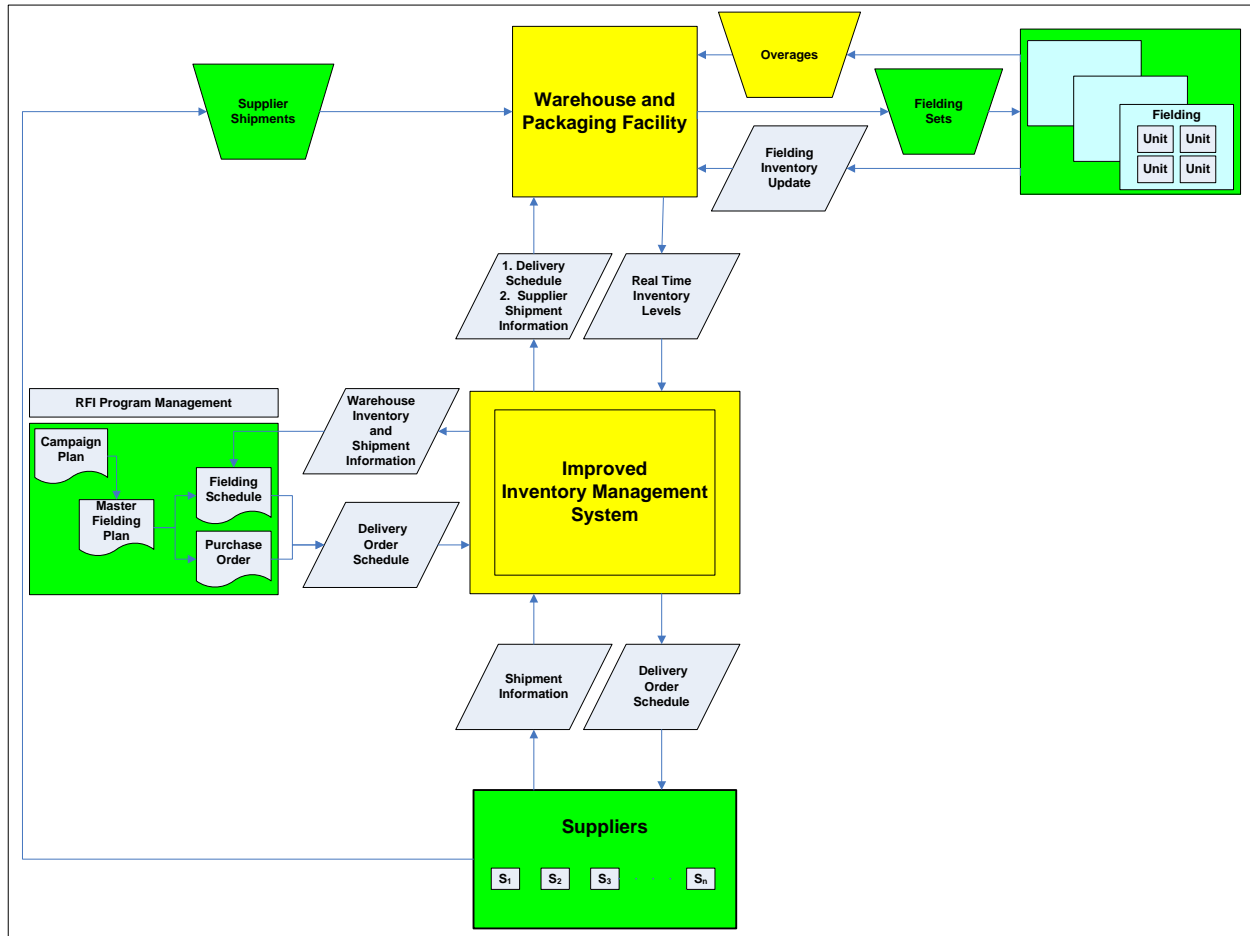 Overages
Supplier
Shipments
Warehouse and
Packaging Facility
Fielding
Sets
Fielding
Unit
Unit
Unit
Unit
Fielding
Inventory
Update
1. Delivery
Schedule
2. Supplier
Shipment
Information
Real Time
Inventory
Levels
RFI Program Management
Warehouse
Inventory
and
Shipment
Information
Campaign
Plan
Master
Fielding
Plan
Fielding
Schedule
Purchase
Order
Delivery
Order
Schedule
Improved
Inventory Management
System
Shipment
Information
Delivery
Order
Schedule
Suppliers
S1 S2 S3 . . . Sn